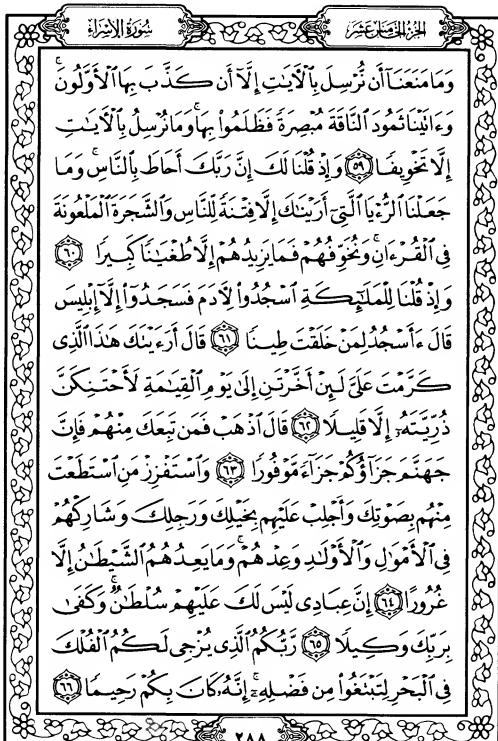 الجزء الخامس عشر
سورة الإسراء
وَمَا مَنَعَنَآ أَن نُّرْسِلَ بِٱلْءَايَٰتِ إِلَّآ أَن كَذَّبَ بِهَا ٱلْأَوَّلُونَ ۚ
وَءَاتَيْنَا ثَمُودَ ٱلنَّاقَةَ مُبْصِرَةً فَظَلَمُوا۟ بِهَا ۚ وَمَا نُرْسِلُ بِٱلْءَايَٰتِ
إِلَّا تَخْوِيفًا ٥٩ وَإِذْ قُلْنَا لَكَ إِنَّ رَبَّكَ أَحَاطَ بِٱلنَّاسِ ۚ وَمَا
جَعَلْنَا ٱلرُّءْيَا ٱلَّتِىٓ أَرَيْنَٰكَ إِلَّا فِتْنَةً لِّلنَّاسِ وَٱلشَّجَرَةَ ٱلْمَلْعُونَةَ
فِى ٱلْقُرْءَانِ ۚ وَنُخَوِّفُهُمْ فَمَا يَزِيدُهُمْ إِلَّا طُغْيَٰنًا كَبِيرًا ٦٠
وَإِذْ قُلْنَا لِلْمَلَٰٓئِكَةِ ٱسْجُدُوا۟ لِءَادَمَ فَسَجَدُوٓا۟ إِلَّآ إِبْلِيسَ
قَالَ ءَأَسْجُدُ لِمَنْ خَلَقْتَ طِينًا ٦١ قَالَ أَرَءَيْتَكَ هَٰذَا ٱلَّذِى
كَرَّمْتَ عَلَىَّ لَئِنْ أَخَّرْتَنِ إِلَىٰ يَوْمِ ٱلْقِيَٰمَةِ لَأَحْتَنِكَنَّ
ذُرِّيَّتَهُۥٓ إِلَّا قَلِيلًا ٦٢ قَالَ ٱذْهَبْ فَمَن تَبِعَكَ مِنْهُمْ فَإِنَّ
جَهَنَّمَ جَزَآؤُكُمْ جَزَآءً مَّوْفُورًا ٦٣ وَٱسْتَفْزِزْ مَنِ ٱسْتَطَعْتَ
مِنْهُم بِصَوْتِكَ وَأَجْلِبْ عَلَيْهِم بِخَيْلِكَ وَرَجِلِكَ وَشَارِكْهُمْ
فِى ٱلْأَمْوَٰلِ وَٱلْأَوْلَٰدِ وَعِدْهُمْ ۚ وَمَا يَعِدُهُمُ ٱلشَّيْطَٰنُ إِلَّا
غُرُورًا ٦٤ إِنَّ عِبَادِى لَيْسَ لَكَ عَلَيْهِمْ سُلْطَٰنٌ ۚ وَكَفَىٰ
بِرَبِّكَ وَكِيلًا ٦٥ رَّبُّكُمُ ٱلَّذِى يُزْجِى لَكُمُ ٱلْفُلْكَ
فِى ٱلْبَحْرِ لِتَبْتَغُوا۟ مِن فَضْلِهِۦٓ ۚ إِنَّهُۥ كَانَ بِكُمْ رَحِيمًا ٦٦
٢٨٨